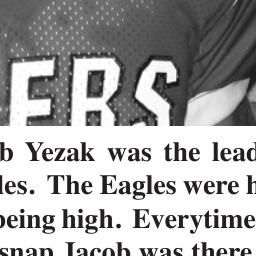 ERS
b Yezak was the lead
les. The Eagles were h
being high. Everytime
snap Jacob was there